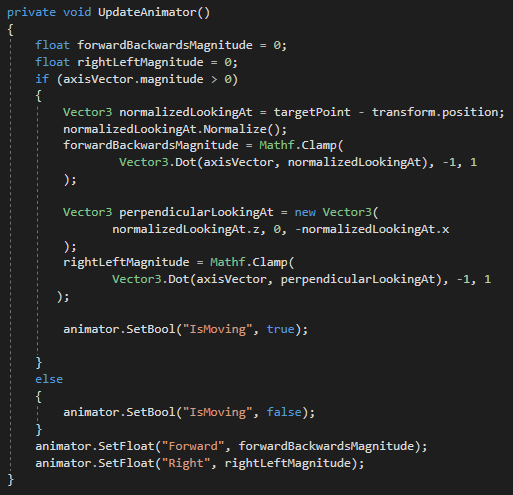 private void UpdateAnimator()
{
    float forwardBackwardsMagnitude = 0;
    float rightLeftMagnitude = 0;
    if (axisVector.magnitude > 0)
    {
        Vector3 normalizedLookingAt = targetPoint - transform.position;
        normalizedLookingAt.Normalize();
        forwardBackwardsMagnitude = Mathf.Clamp(
                Vector3.Dot(axisVector, normalizedLookingAt), -1, 1
        );

        Vector3 perpendicularLookingAt = new Vector3(
               normalizedLookingAt.z, 0, -normalizedLookingAt.x
        );
        rightLeftMagnitude = Mathf.Clamp(
               Vector3.Dot(axisVector, perpendicularLookingAt), -1, 1
       );

        animator.SetBool("IsMoving", true);

    }
    else
    {
        animator.SetBool("IsMoving", false);
    }
    animator.SetFloat("Forward", forwardBackwardsMagnitude);
    animator.SetFloat("Right", rightLeftMagnitude);
}